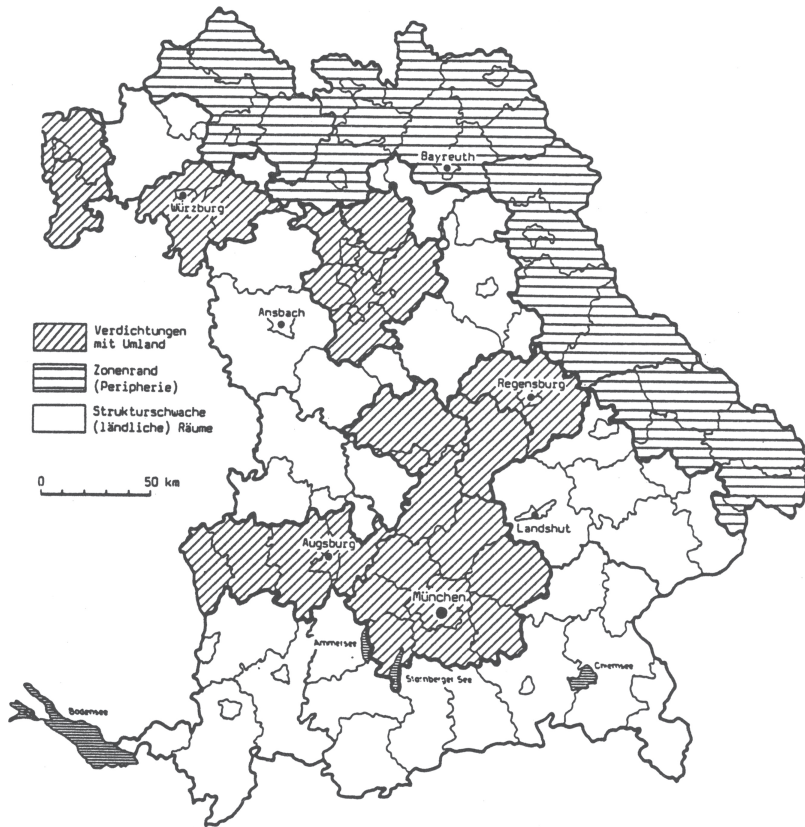 Bayreuth
Würzburg
Ansbach
Verdichtungen
mit Umland
Zonenrand
(Peripherie)
Strukturschwache
(ländliche) Räume
Regensburg
0 50 km
Landshut
Augsburg
München
Ammersee
Starnberger See
Chiemsee
Bodensee